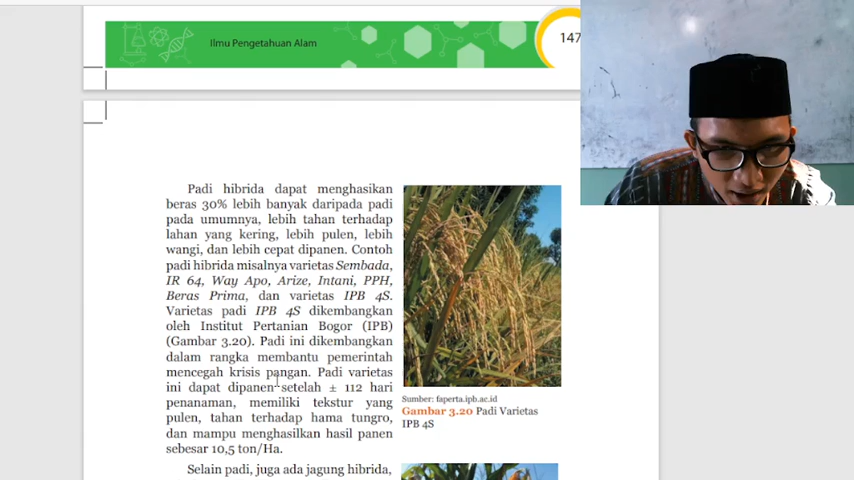 Ilmu Pengetahuan Alam
147
Padi hibrida dapat menghasikan
beras 30% lebih banyak daripada padi
pada umumnya, lebih tahan terhadap
lahan yang kering, lebih pulen, lebih
wangi, dan lebih cepat dipanen. Contoh
padi hibrida misalnya varietas Sembada,
IR 64, Way Apo, Arize, Intani, PPH,
Beras Prima, dan varietas IPB 4S.
Varietas padi IPB 4S dikembangkan
oleh Institut Pertanian Bogor (IPB)
(Gambar 3.20). Padi ini dikembangkan
dalam rangka membantu pemerintah
mencegah krisis pangan. Padi varietas
ini dapat dipanen setelah ± 112 hari
penanaman, memiliki tekstur yang
pulen, tahan terhadap hama tungro,
dan mampu menghasilkan hasil panen
sebesar 10,5 ton/Ha.
Selain padi, juga ada jagung hibrida,
Sumber: faperta.ipb.ac.id
Gambar 3.20 Padi Varietas
IPB 4S